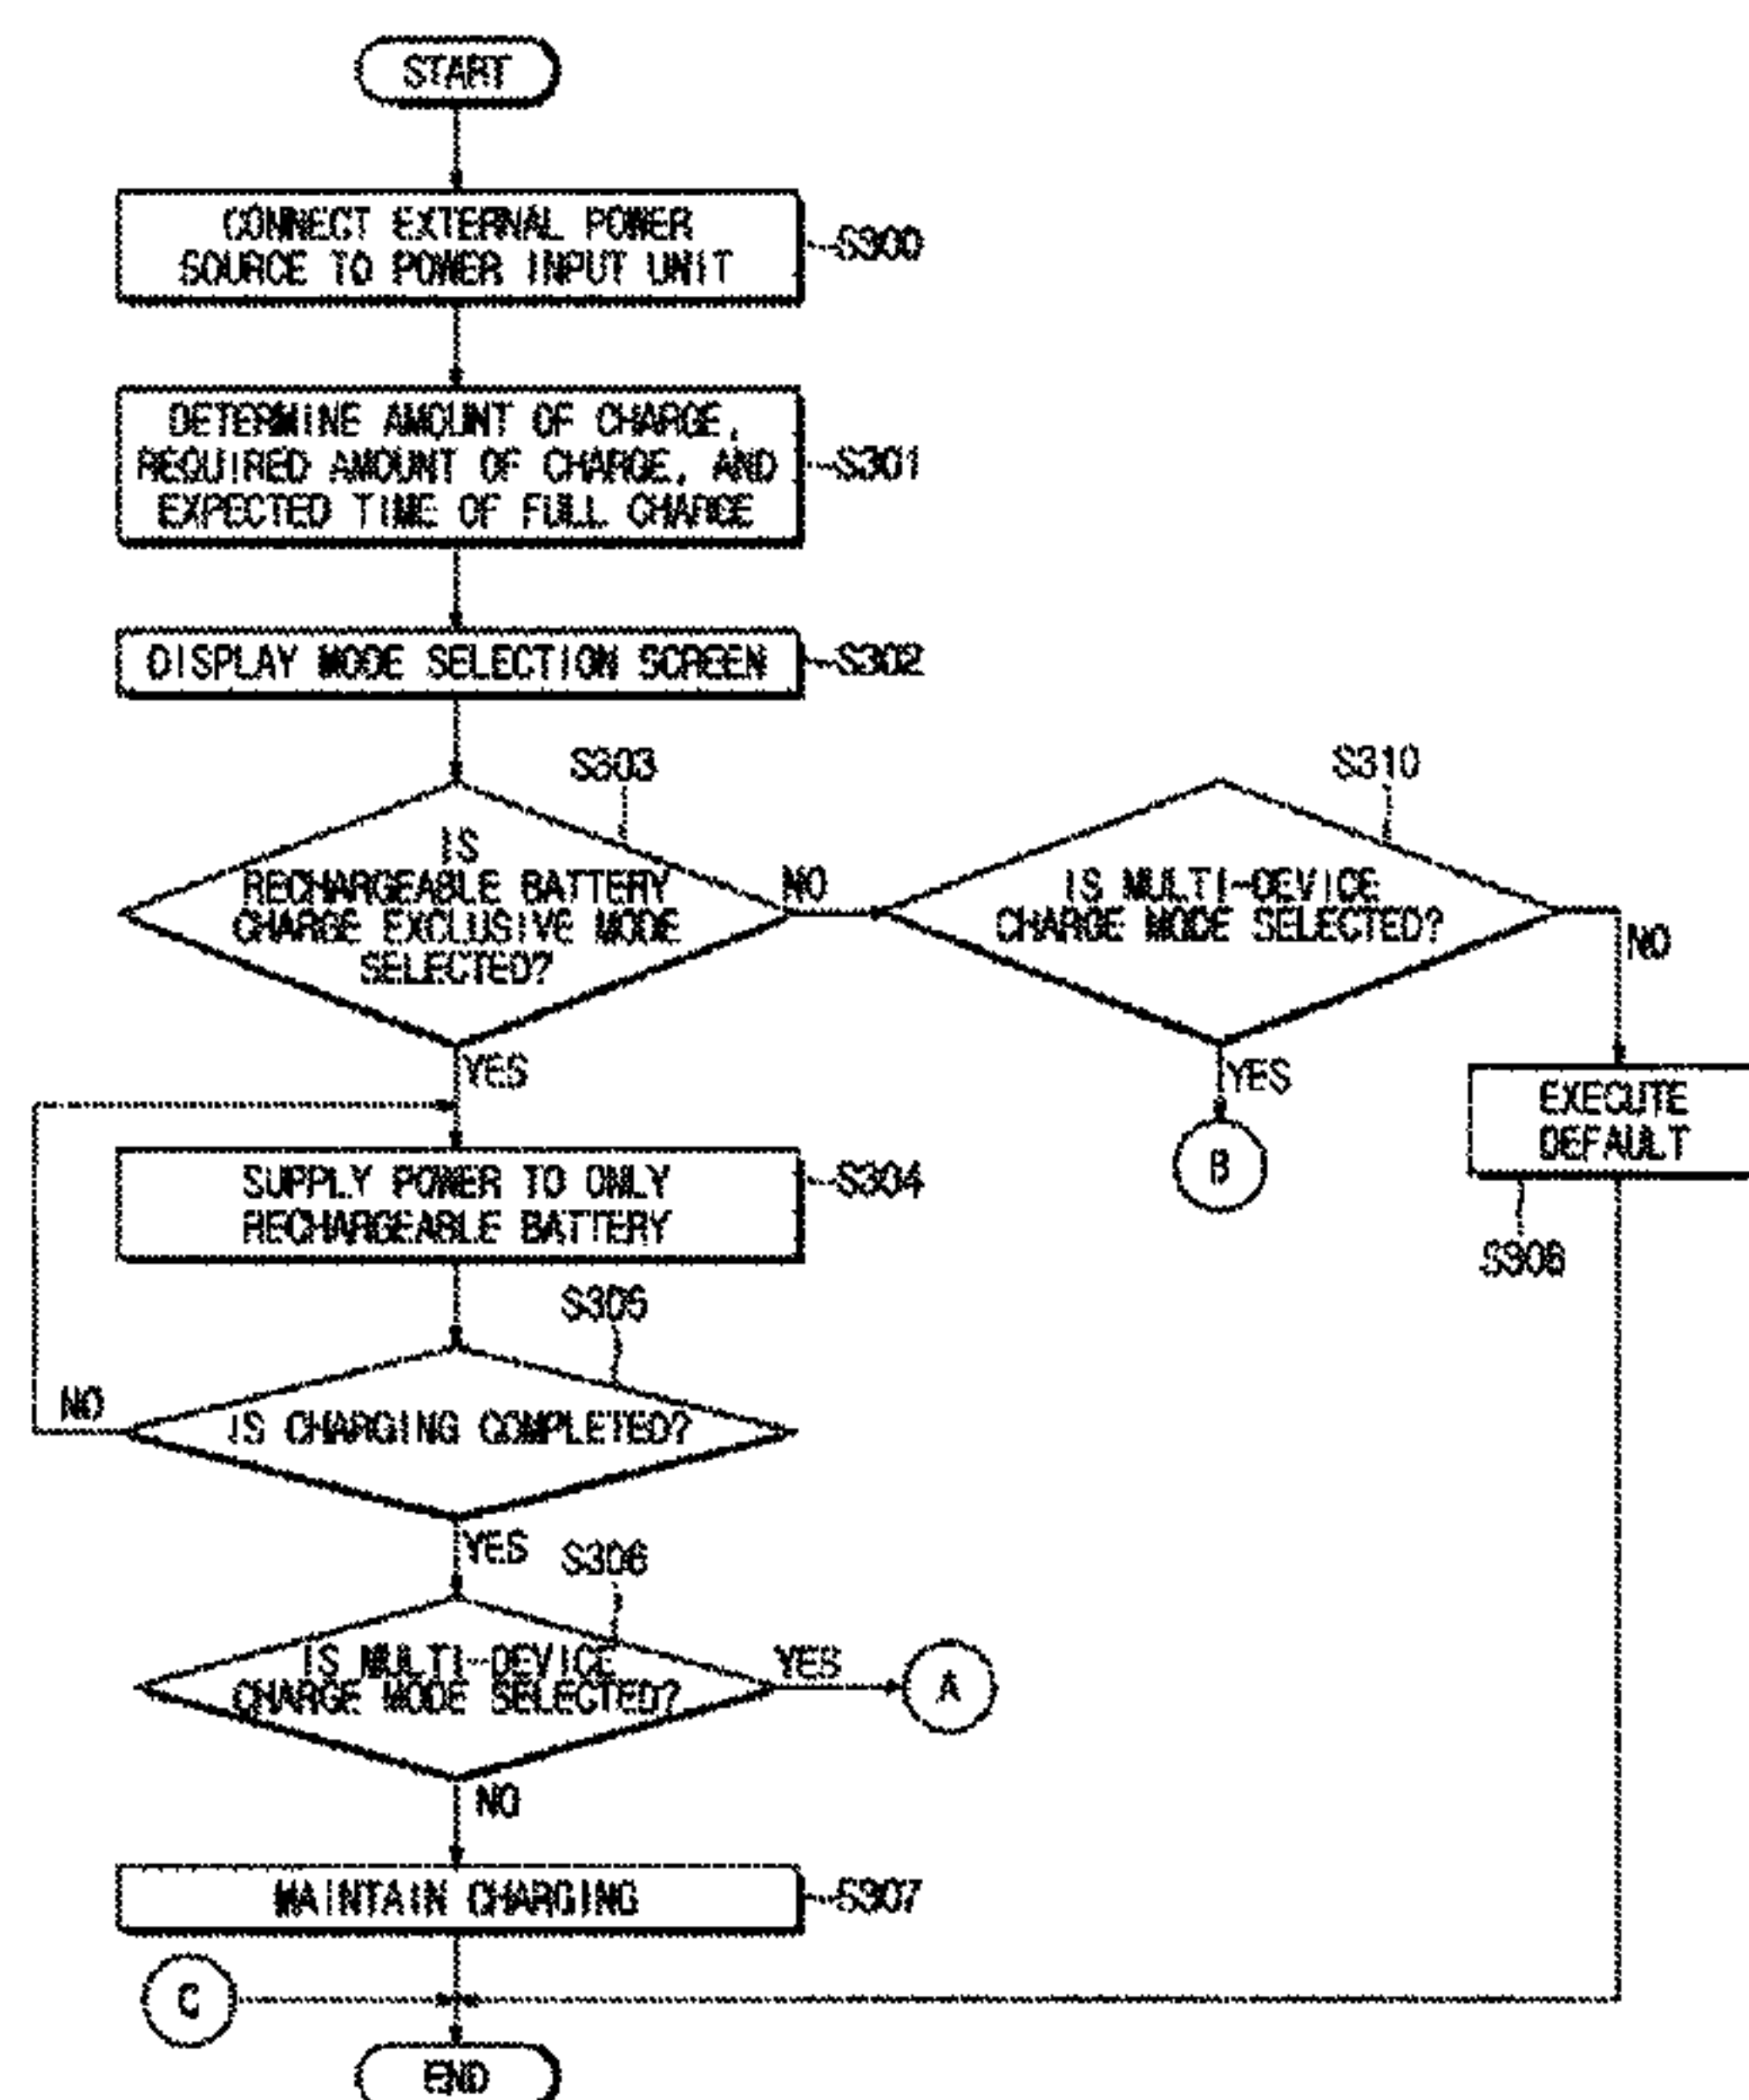 START
CONNECT EXTERNAL POWER
SOURCE TO POWER INPUT UNIT
S300
DETERMINE AMOUNT OF CHARGE,
REQUIRED AMOUNT OF CHARGE, AND
EXPECTED TIME OF FULL CHARGE
S301
DISPLAY MODE SELECTION SCREEN
S302
S303
IS
RECHARGEABLE BATTERY
CHARGE EXCLUSIVE MODE
SELECTED?
NO
S310
IS MULTI-DEVICE
CHARGE MODE SELECTED?
NO
YES
YES
B
EXECUTE
DEFAULT
SUPPLY POWER TO ONLY
RECHARGEABLE BATTERY
S304
S305
NO
IS CHARGING COMPLETED?
YES
S306
IS MULTI-DEVICE
CHARGE MODE SELECTED?
YES
A
NO
MAINTAIN CHARGING
S307
C
END